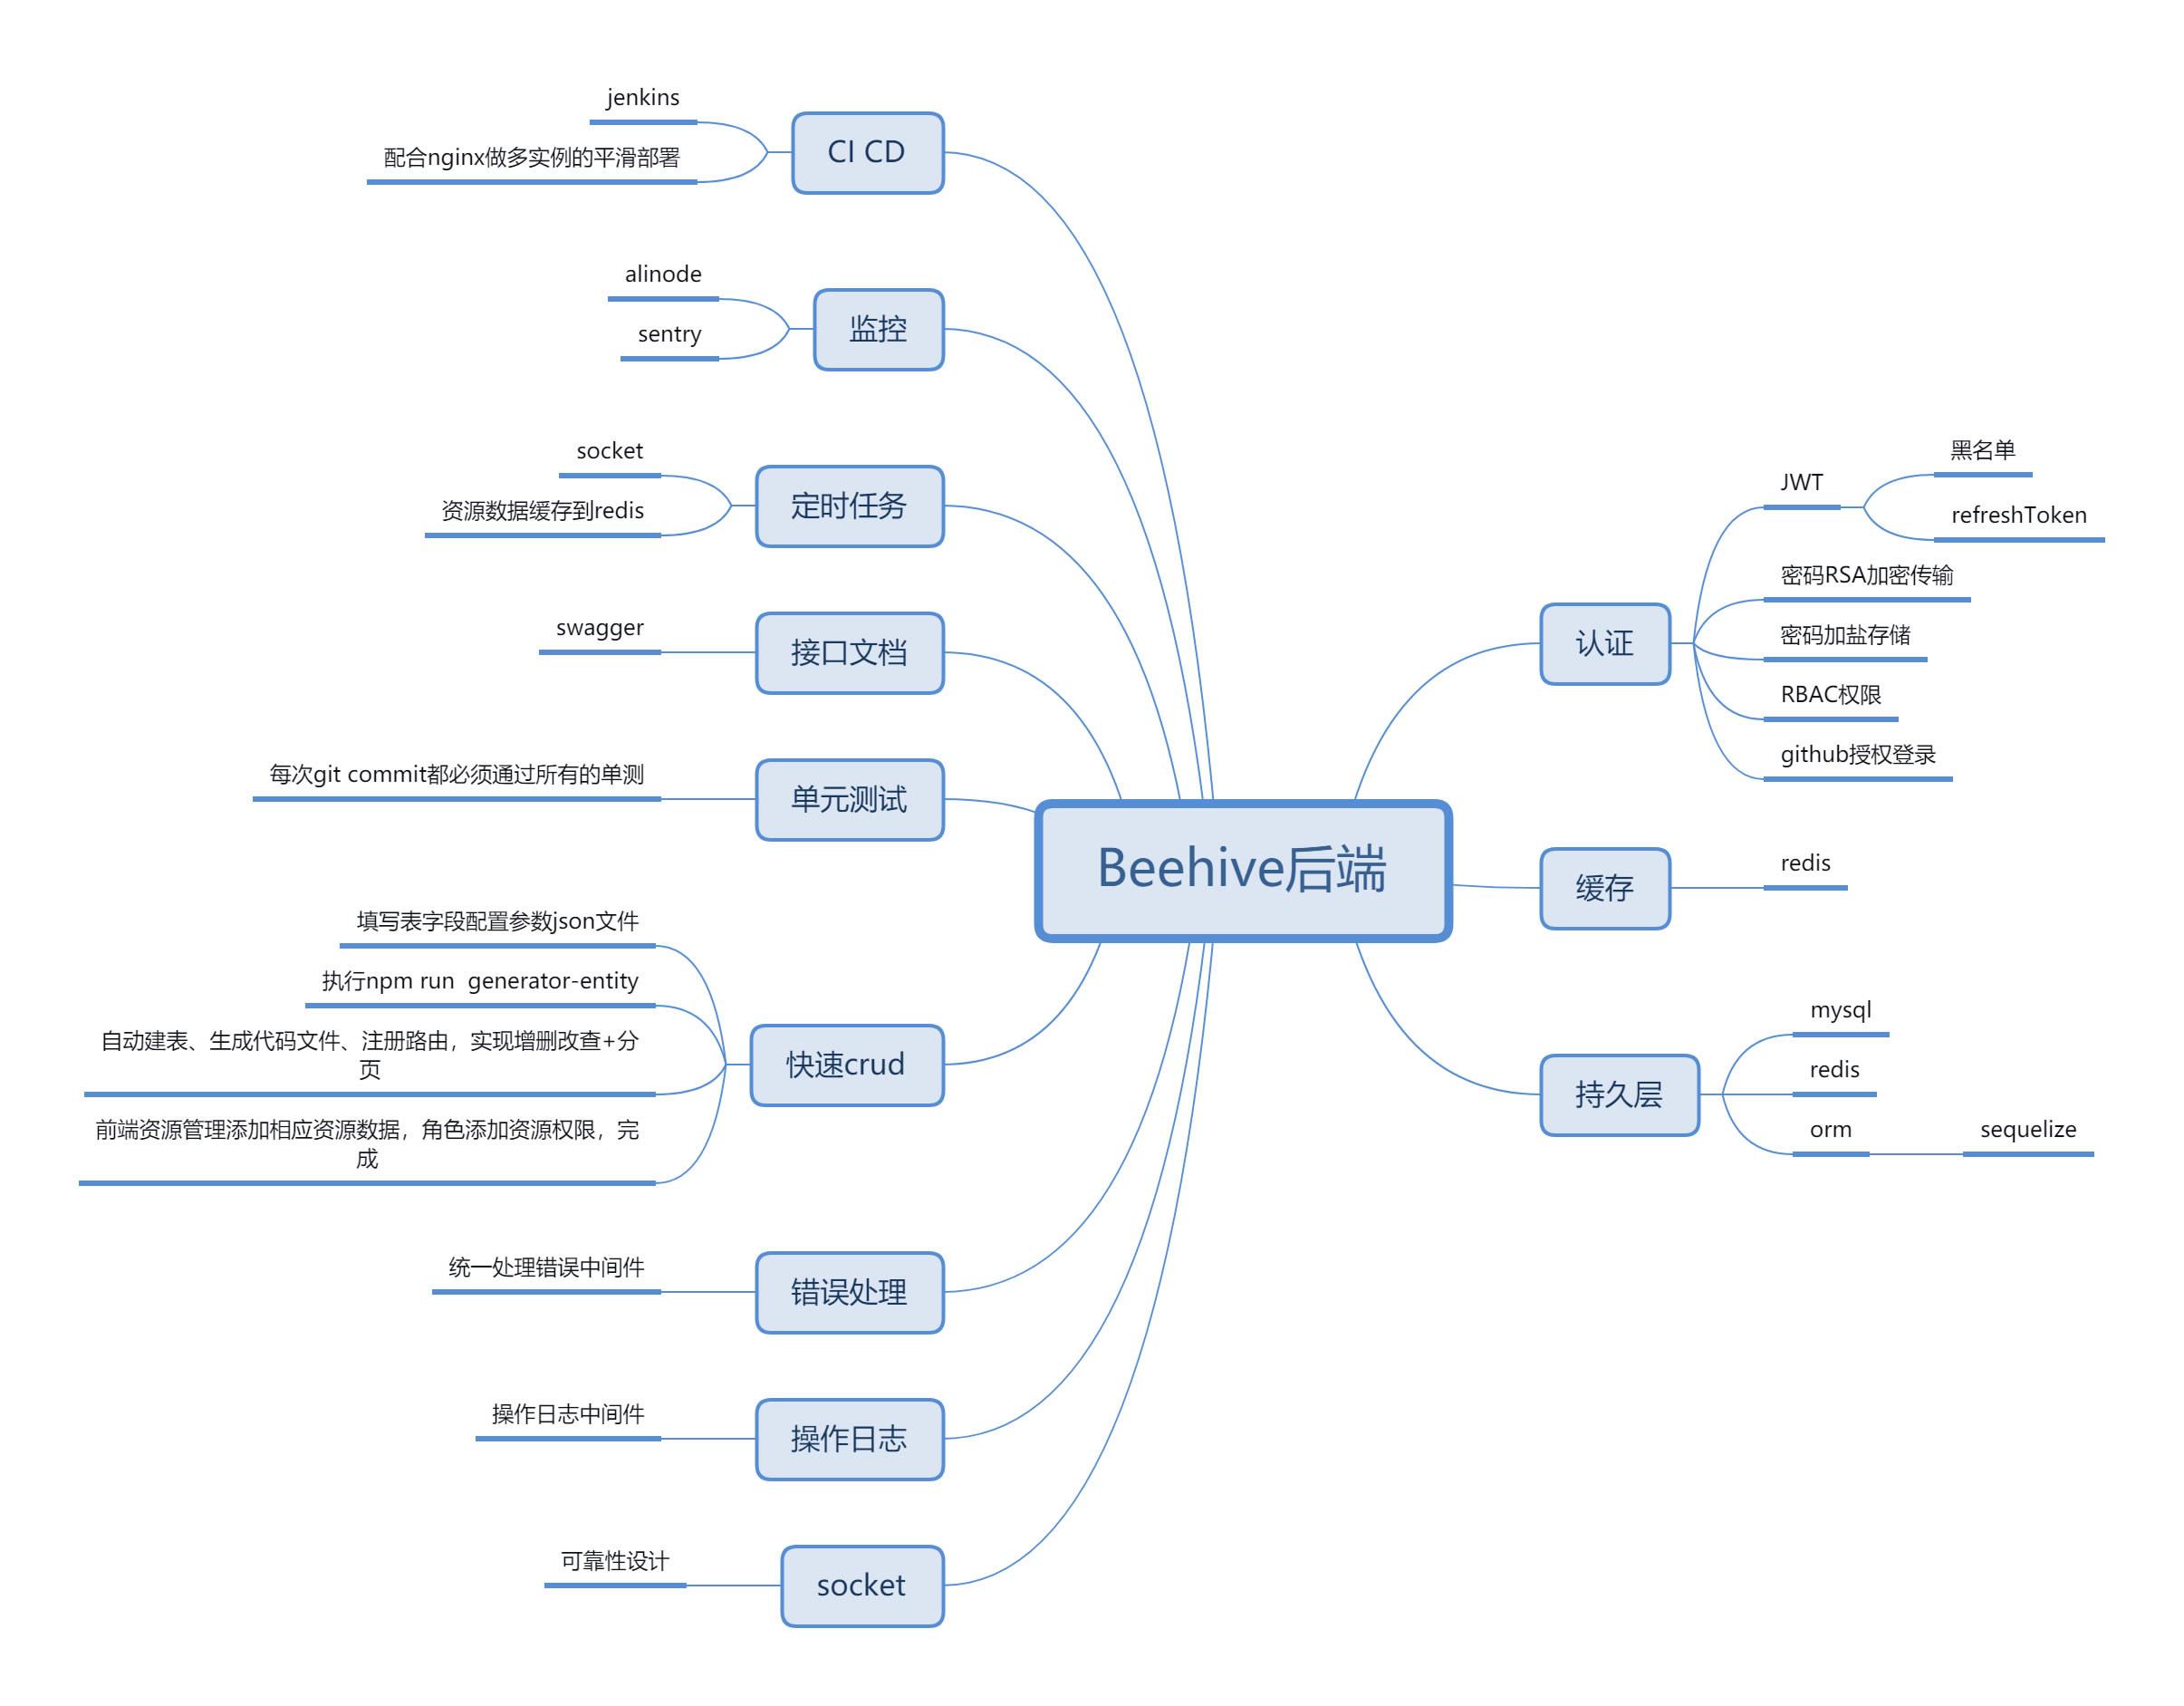 Beehive后端
认证
JWT
黑名单
refreshToken
密码RSA加密传输
密码加盐存储
RBAC权限
github授权登录
缓存
redis
持久层
mysql
redis
orm
sequelize
CI CD
jenkins
配合nginx做多实例的平滑部署
监控
alinode
sentry
定时任务
socket
资源数据缓存到redis
接口文档
swagger
单元测试
每次git commit都必须通过所有的单测
快速crud
填写表字段配置参数json文件
执行npm run  generator-entity
自动建表、生成代码文件、注册路由，实现增删改查+分
页
前端资源管理添加相应资源数据，角色添加资源权限，完
成
错误处理
统一处理错误中间件
操作日志
操作日志中间件
socket
可靠性设计